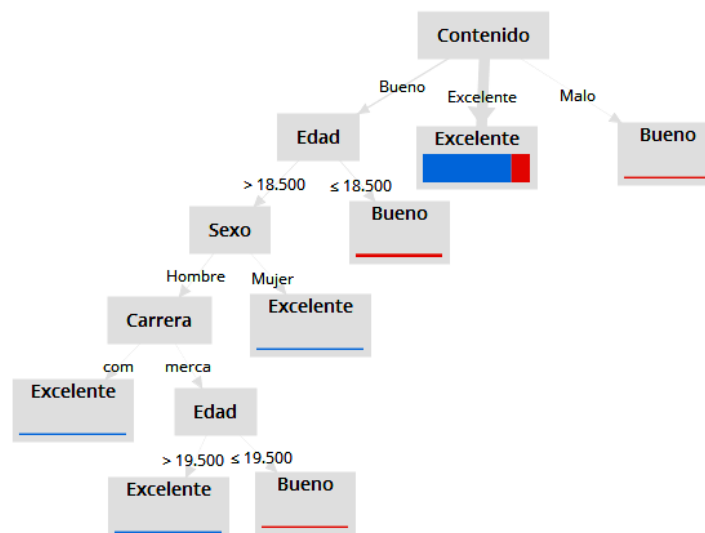 Contenido
Bueno
Excelente
Malo
Edad
Excelente
Bueno
> 18.500
≤ 18.500
Sexo
Bueno
Hombre
Mujer
Carrera
Excelente
com
merca
Excelente
Edad
> 19.500
≤ 19.500
Excelente
Bueno